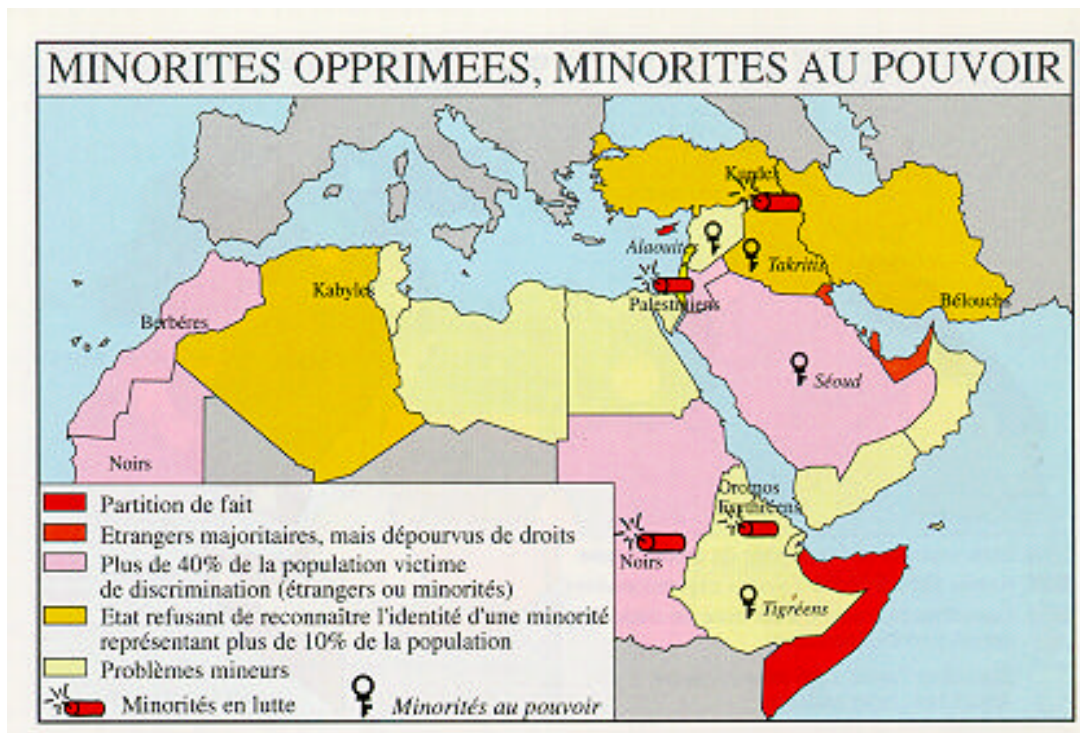 MINORITES OPPRIMEES, MINORITES AU POUVOIR
Kurdes
Alaouites
Takritis
Kabyles
Palestiniens
Bélouchs
Berbéres
Séoud
Noirs
Oromos
Erythréens
Noirs
Tigréens
Partition de fait
Etrangers majoritaires, mais dépourvus de droits
Plus de 40% de la population victime
de discrimination (étrangers ou minorités)
Etat refusant de reconnaître l'identité d'une minorité
représentant plus de 10% de la population
Problèmes mineurs
Minorités en lutte
Minorités au pouvoir